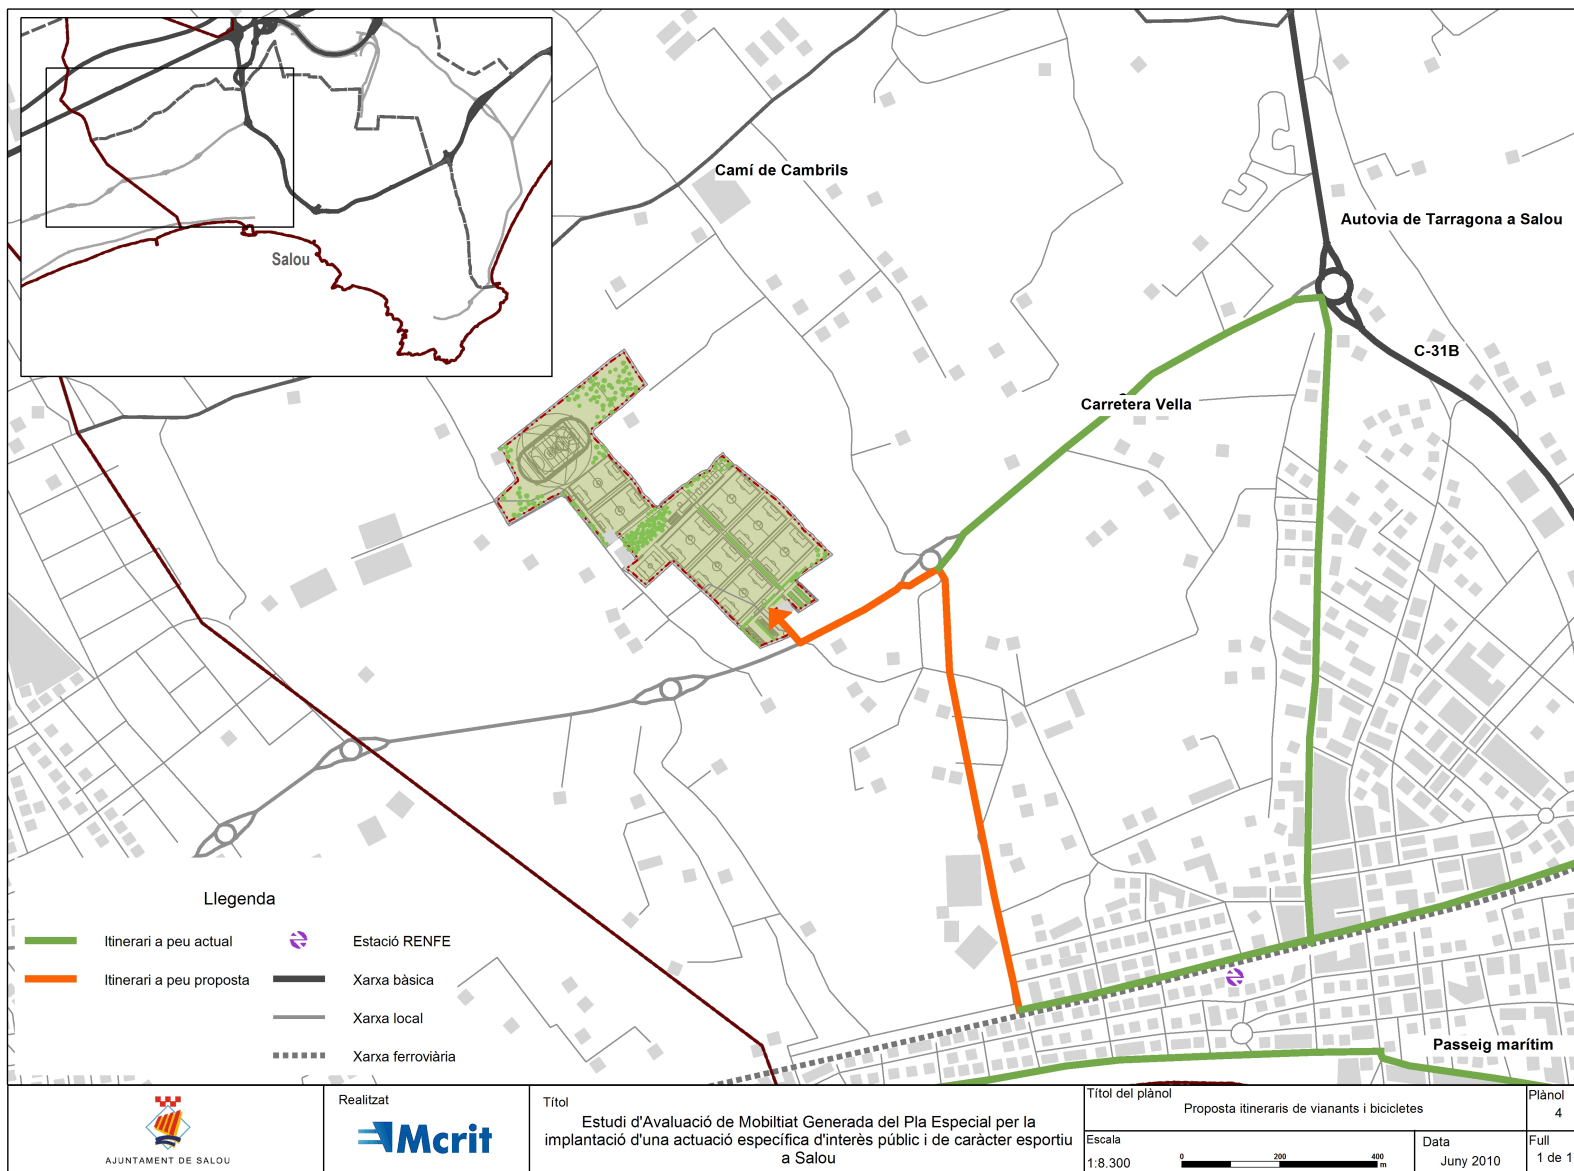 Salou
Camí de Cambrils
Autovia de Tarragona a Salou
C-31B
Carretera Vella
Passeig marítim
Llegenda
Itinerari a peu actual
Itinerari a peu proposta
Estació RENFE
Xarxa bàsica
Xarxa local
Xarxa ferroviària
AJUNTAMENT DE SALOU
Realitzat
Mcrit
Títol
Estudi d'Avaluació de Mobiltiat Generada del Pla Especial per la
implantació d'una actuació específica d'interès públic i de caràcter esportiu
a Salou
Títol del plànol
Proposta itineraris de vianants i bicicletes
Plànol
4
Escala
1:8.300
0 200 400
m
Data
Juny 2010
Full
1 de 1